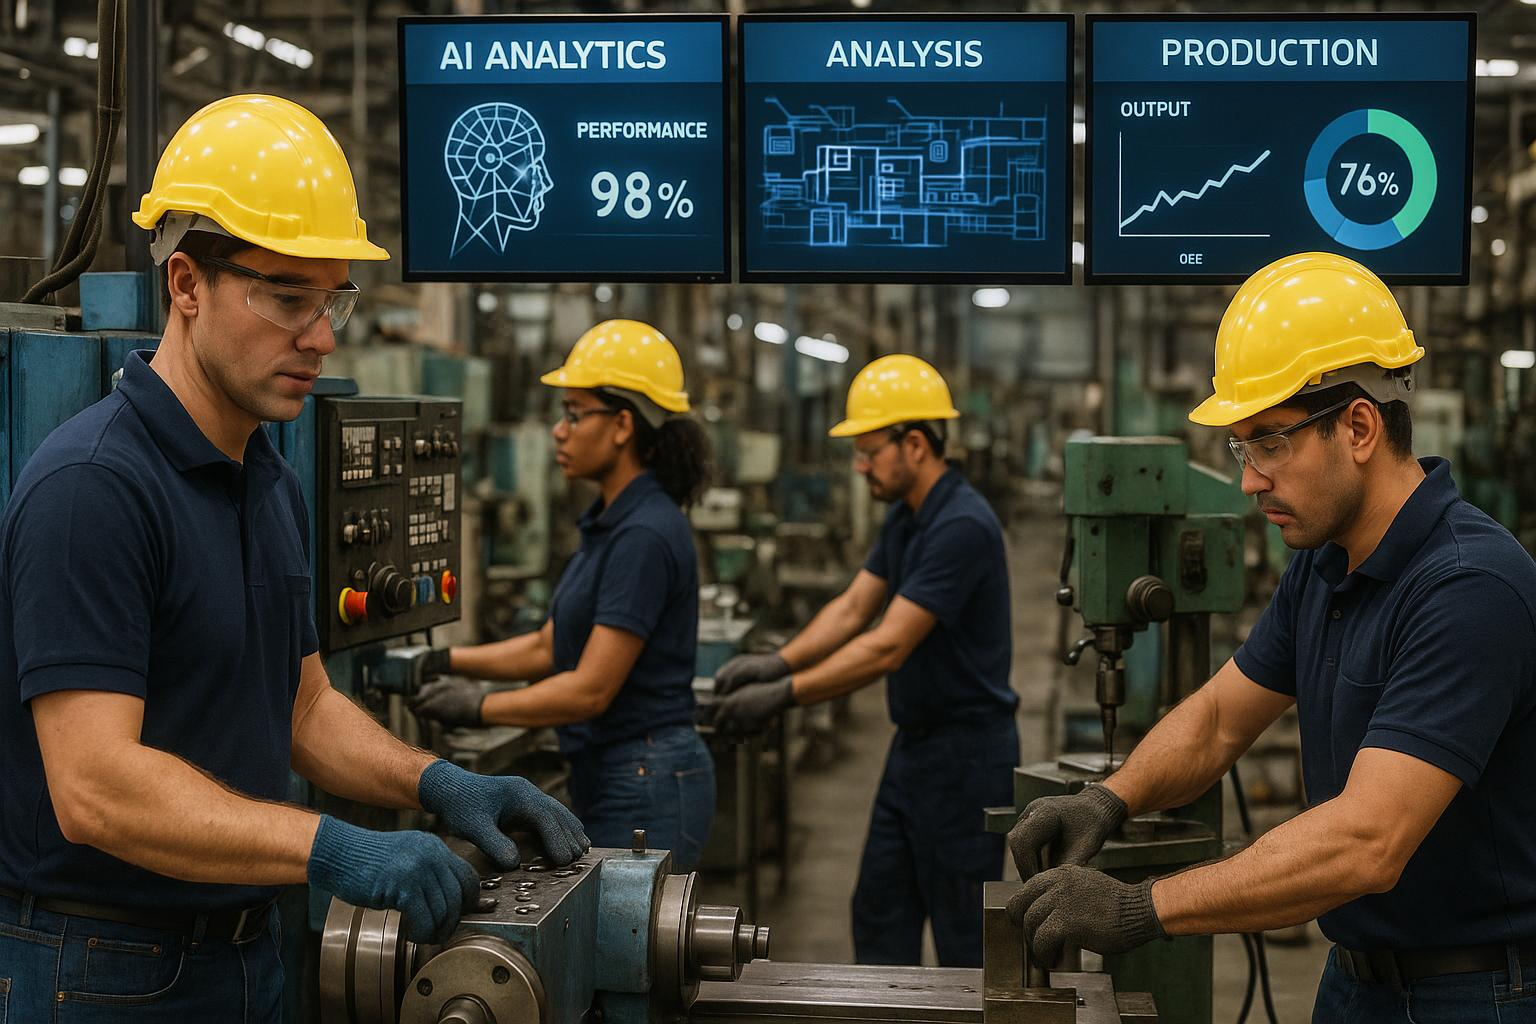 AI ANALYTICS
PERFORMANCE
98%
ANALYSIS
PRODUCTION
OUTPUT
76%
OEE